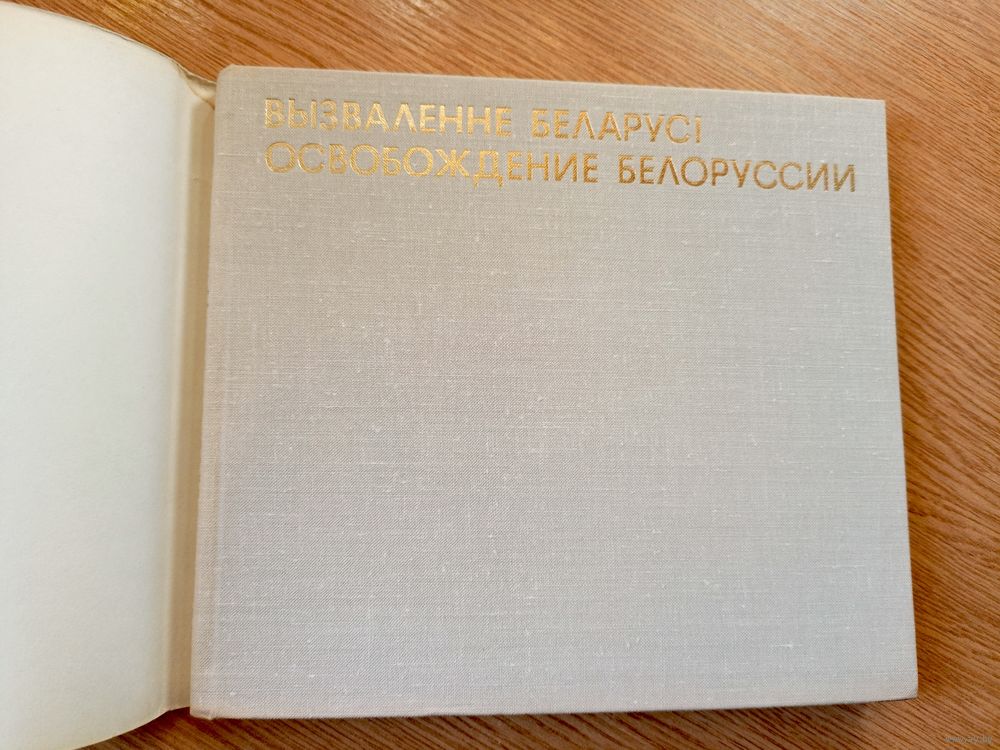 ВЫЗВАЛЕННЕ БЕЛАРУСІ
ОСВОБОЖДЕНИЕ БЕЛОРУССИИ